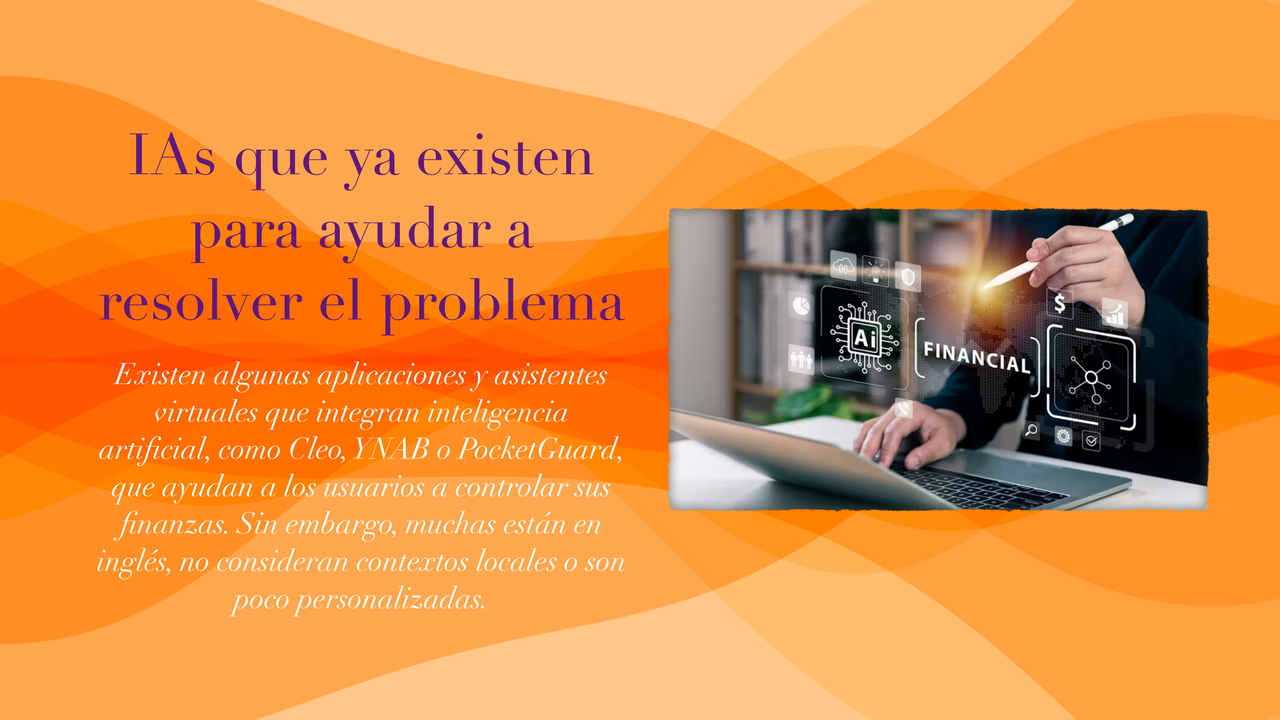 IAs que ya existen
para ayudar a
resolver el problema
Existen algunas aplicaciones y asistentes
virtuales que integran inteligencia
artificial, como Cleo, YNAB o PocketGuard,
que ayudan a los usuarios a controlar sus
finanzas. Sin embargo, muchas están en
inglés, no consideran contextos locales o son
poco personalizadas.
Ai
FINANCIAL
$